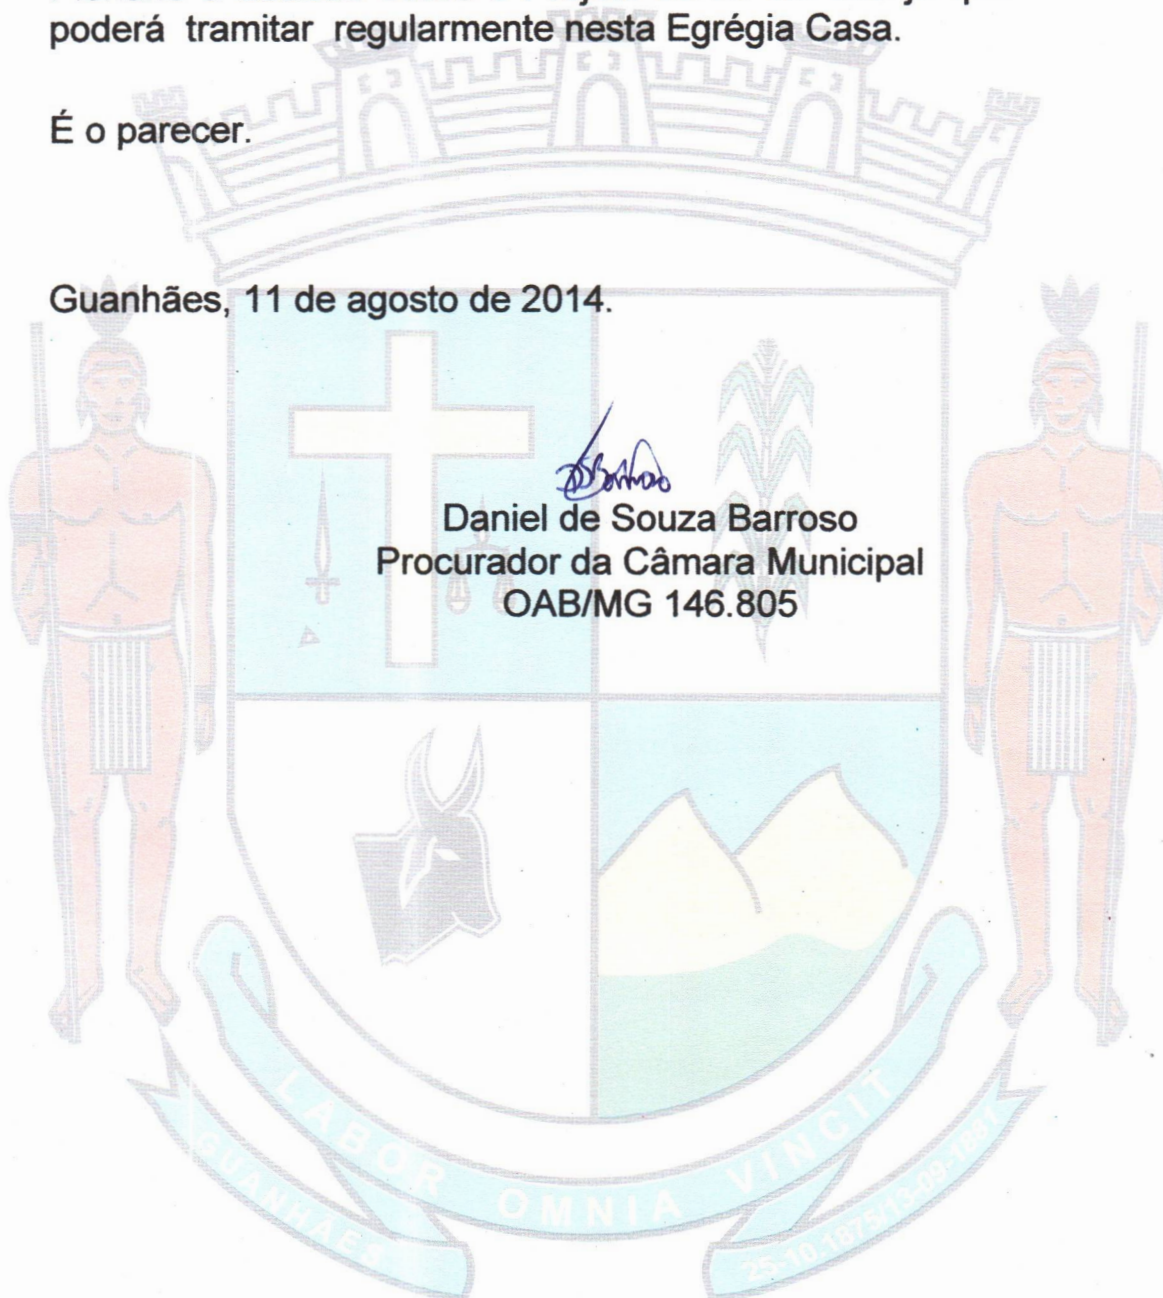 poderá tramitar regularmente nesta Egrégia Casa.
É o parecer.
Guanhães, 11 de agosto de 2014.
Daniel de Souza Barroso
Procurador da Câmara Municipal
OAB/MG 146.805
LABOR OMNIA VINCIT
GUANHÃES
25-10.1875/13-09-1881